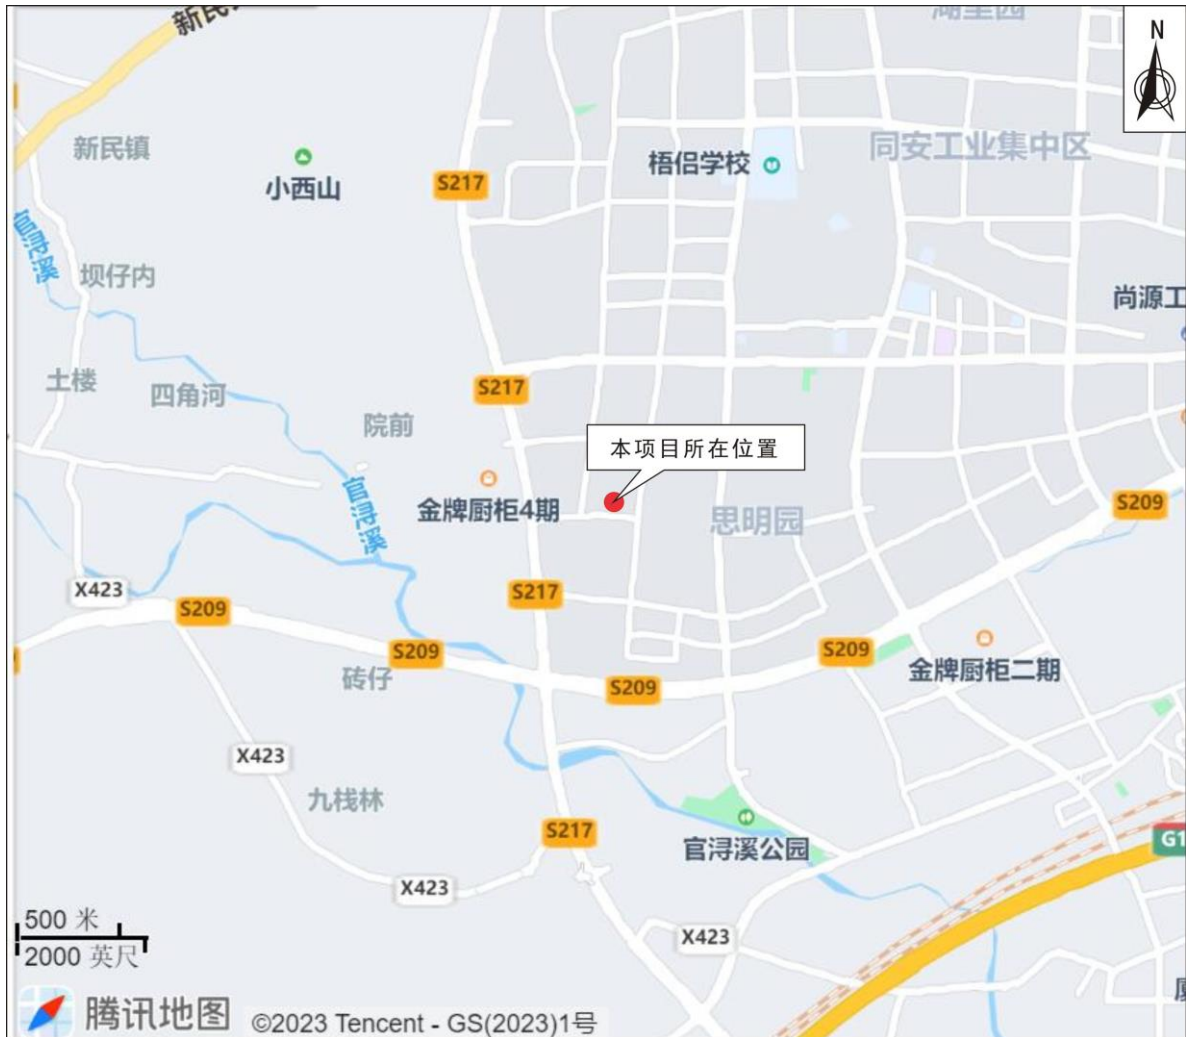 湖里园
N
新民镇
小西山
S217
梧侣学校
同安工业集中区
官浔溪
坝仔内
尚源工
土楼
四角河
S217
院前
本项目所在位置
金牌厨柜4期
官浔溪
思明园
S209
X423
S209
S217
S209
砖仔
S209
S209
金牌厨柜二期
X423
九栈林
S217
官浔溪公园
G1
X423
500 米
X423
2000 英尺
腾讯地图
©2023 Tencent - GS(2023)1号